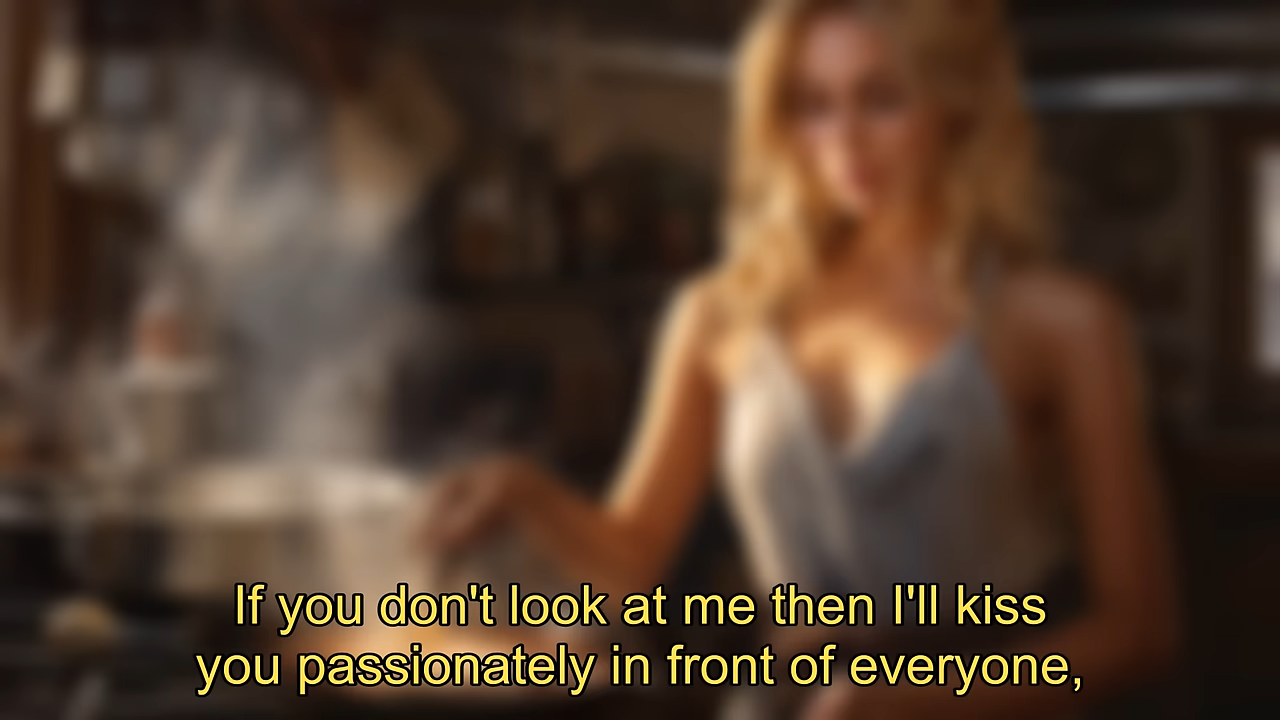 If you don't look at me then I'll kiss
you passionately in front of everyone,